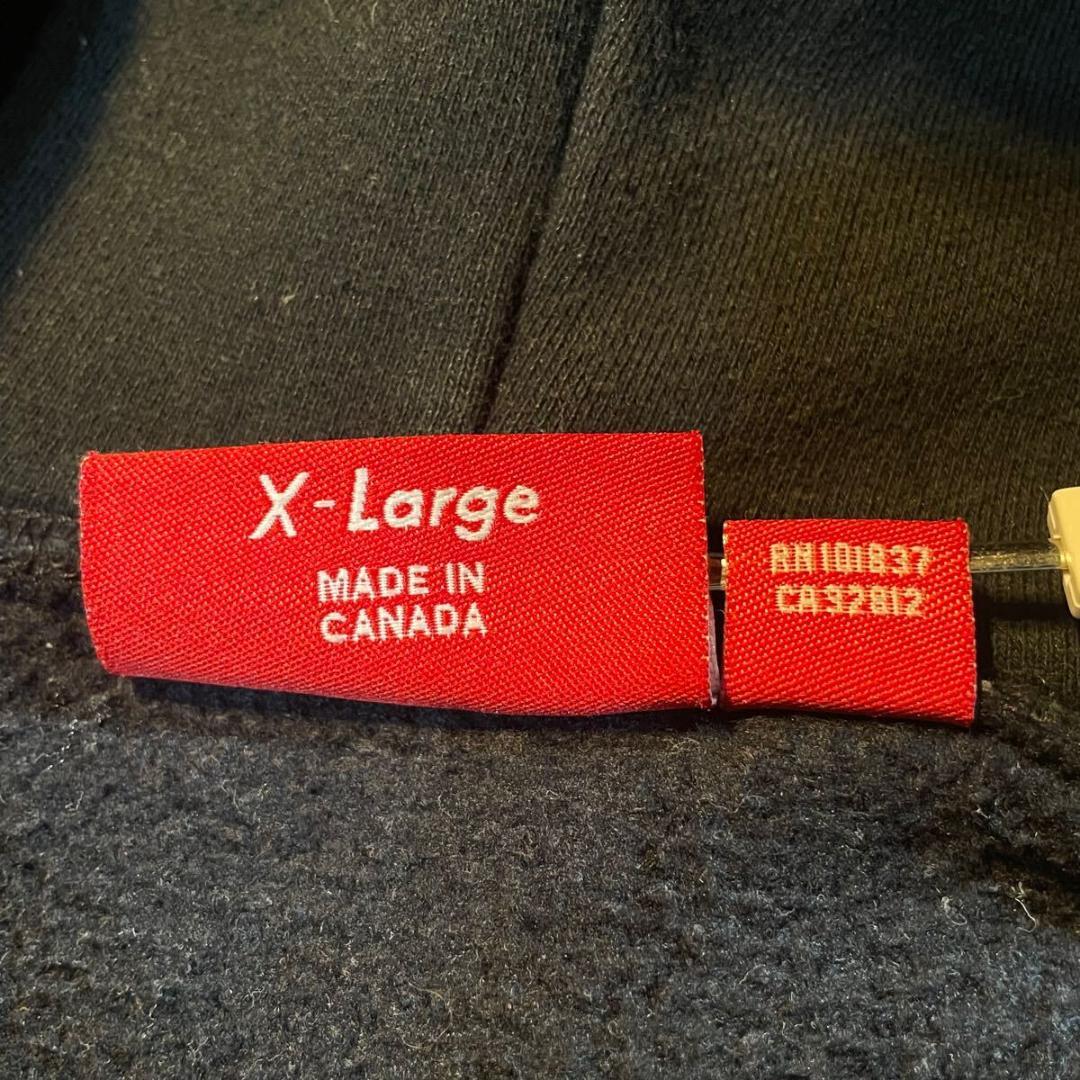 X-Large
MADE IN
CANADA
RN101837
CA32812